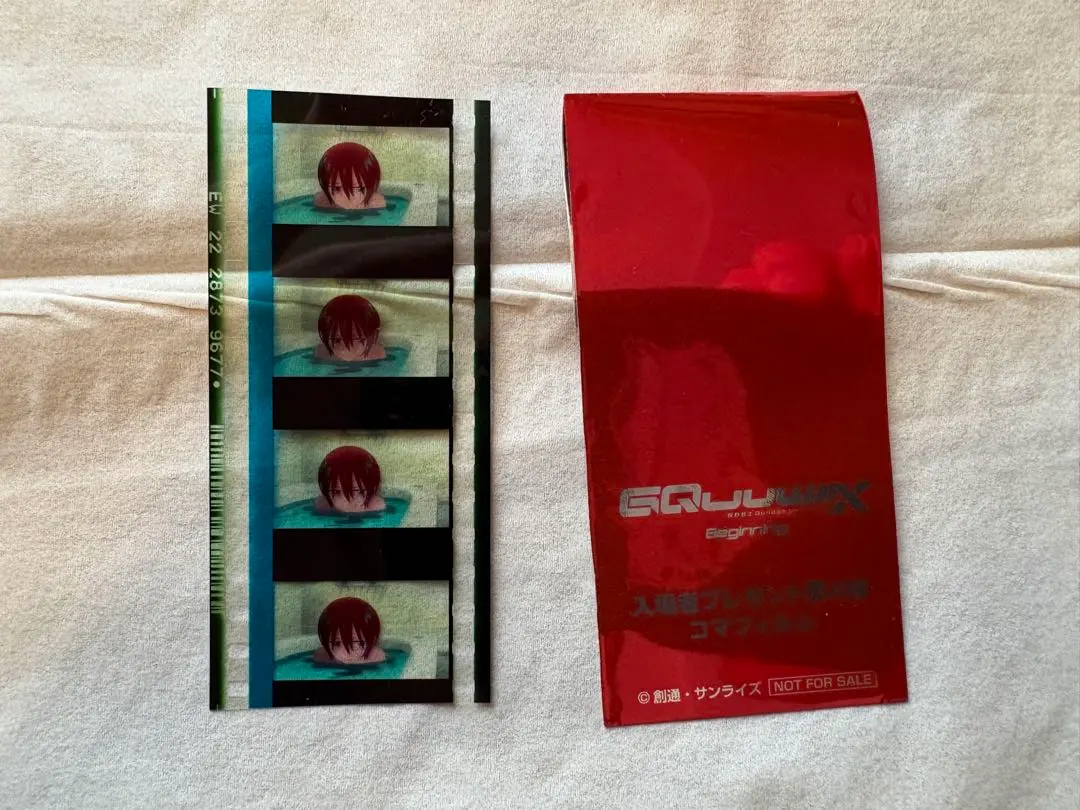 EW 22 2873 9677
GQuuuuuuX
Beginning
入場者プレゼント
コマフィルム
© 創通・サンライズ NOT FOR SALE